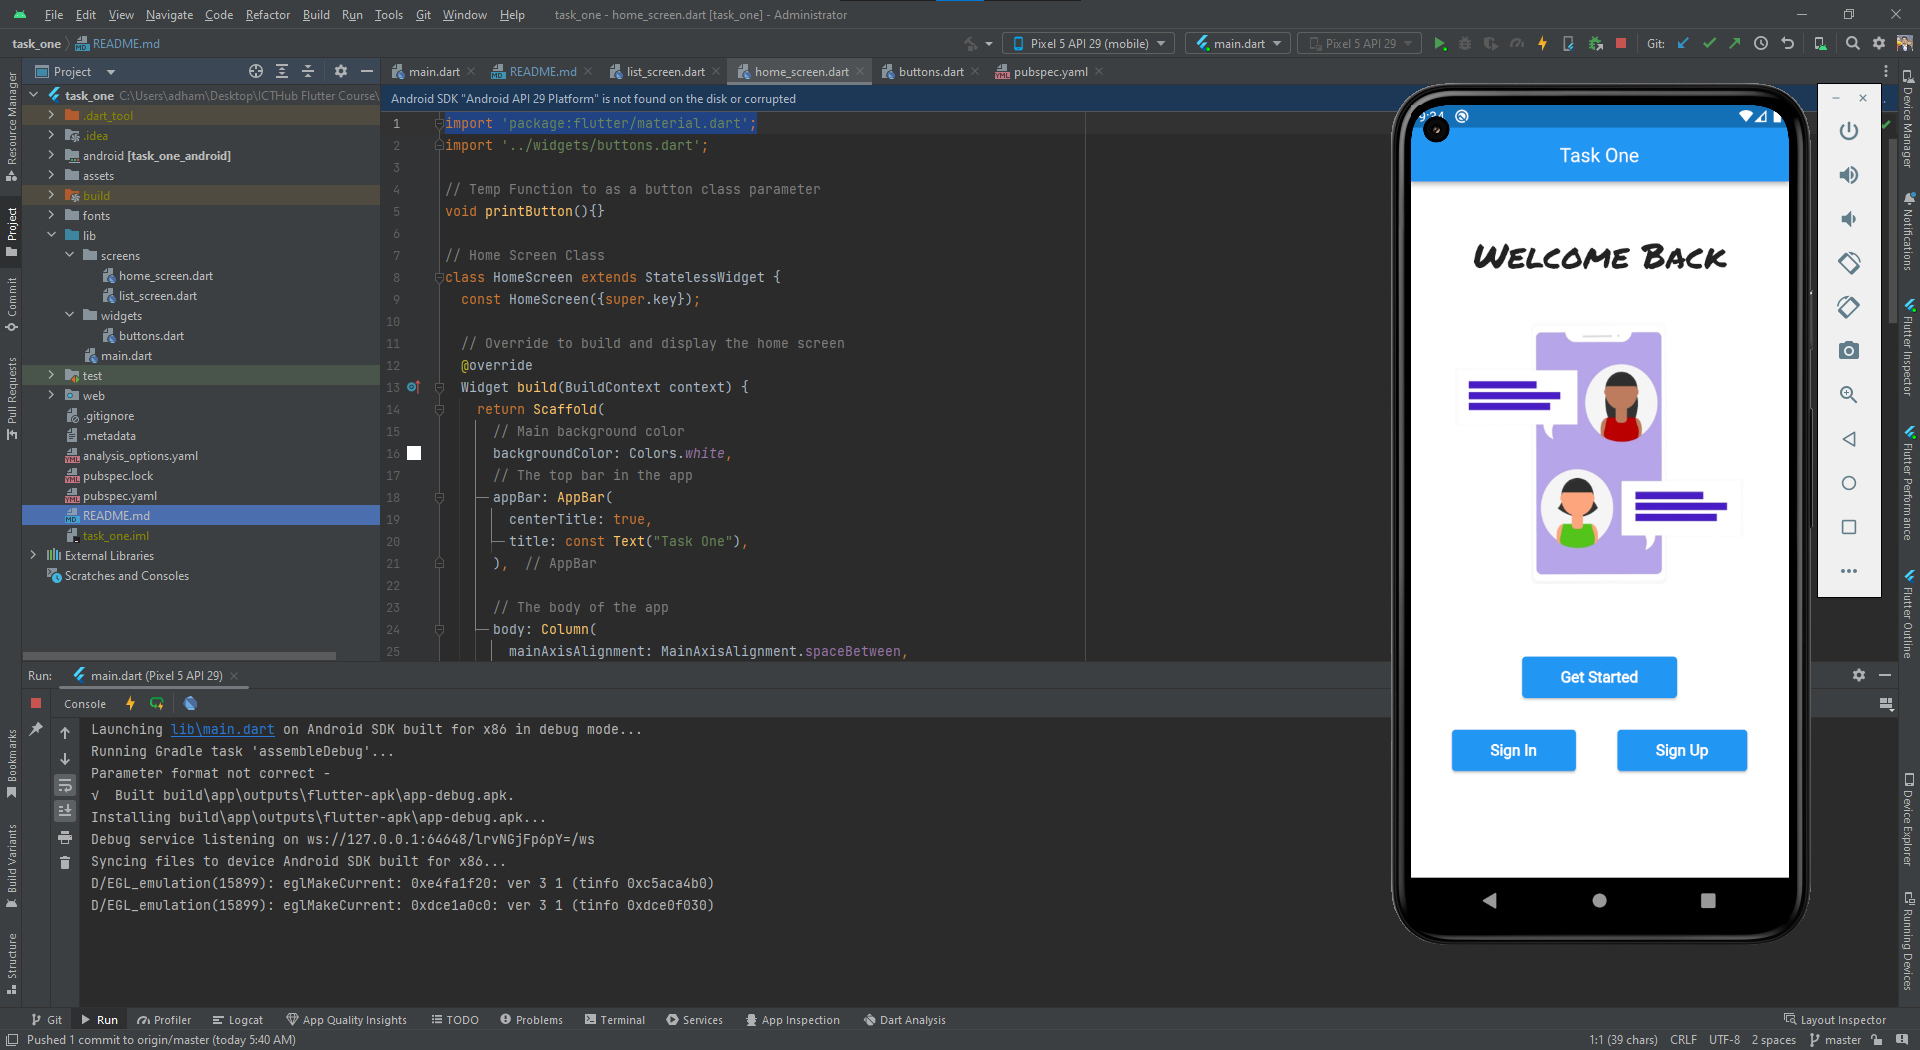 File Edit View Navigate Code Refactor Build Run Tools Git Window Help task_one - home_screen.dart [task_one] - Administrator
task_one README.md Pixel 5 API 29 (mobile) main.dart Pixel 5 API 29 Git:
Project
main.dart README.md list_screen.dart home_screen.dart buttons.dart pubspec.yaml
Android SDK "Android API 29 Platform" is not found on the disk or corrupted
task_one C:\Users\adham\Desktop\ICTHub Flutter Course\
.dart_tool
.idea
android [task_one_android]
assets
build
fonts
lib
screens
home_screen.dart
list_screen.dart
widgets
buttons.dart
main.dart
test
web
.gitignore
.metadata
analysis_options.yaml
pubspec.lock
pubspec.yaml
README.md
task_one.iml
External Libraries
Scratches and Consoles
1 import 'package:flutter/material.dart';
2 import '../widgets/buttons.dart';
3
4 // Temp Function to as a button class parameter
5 void printButton(){}
6
7 // Home Screen Class
8 class HomeScreen extends StatelessWidget {
9 const HomeScreen({super.key});
10
11 // Override to build and display the home screen
12 @override
13 Widget build(BuildContext context) {
14 return Scaffold(
15 // Main background color
16 backgroundColor: Colors.white,
17 // The top bar in the app
18 appBar: AppBar(
19 centerTitle: true,
20 title: const Text("Task One"),
21 ), // AppBar
22
23 // The body of the app
24 body: Column(
25 mainAxisAlignment: MainAxisAlignment.spaceBetween,
Task One
Welcome Back
Get Started
Sign In Sign Up
Run: main.dart (Pixel 5 API 29)
Console
Launching lib\main.dart on Android SDK built for x86 in debug mode...
Running Gradle task 'assembleDebug'...
Parameter format not correct -
√ Built build\app\outputs\flutter-apk\app-debug.apk.
Installing build\app\outputs\flutter-apk\app-debug.apk...
Debug service listening on ws://127.0.0.1:64648/lrvNGjFp6pY=/ws
Syncing files to device Android SDK built for x86...
D/EGL_emulation(15899): eglMakeCurrent: 0xe4fa1f20: ver 3 1 (tinfo 0xc5aca4b0)
D/EGL_emulation(15899): eglMakeCurrent: 0xdce1a0c0: ver 3 1 (tinfo 0xdce0f030)
Resource Manager
Project
Commit
Pull Requests
Bookmarks
Build Variants
Structure
Device Manager
Notifications
Flutter Inspector
Flutter Performance
Flutter Outline
Device Explorer
Running Devices
Git Run Profiler Logcat App Quality Insights TODO Problems Terminal Services App Inspection Dart Analysis Layout Inspector
Pushed 1 commit to origin/master (today 5:40 AM) 1:1 (39 chars) CRLF UTF-8 2 spaces master